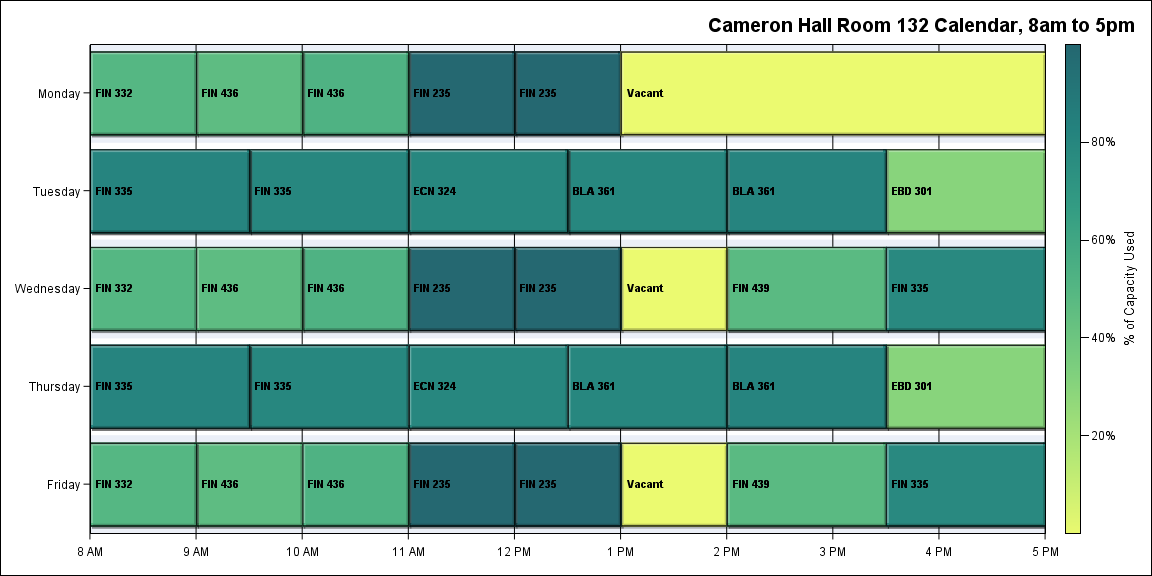 Cameron Hall Room 132 Calendar, 8am to 5pm
Monday
FIN 332
FIN 436
FIN 436
FIN 235
FIN 235
Vacant
Tuesday
FIN 335
FIN 335
ECN 324
BLA 361
BLA 361
EBD 301
Wednesday
FIN 332
FIN 436
FIN 436
FIN 235
FIN 235
Vacant
FIN 439
FIN 335
Thursday
FIN 335
FIN 335
ECN 324
BLA 361
BLA 361
EBD 301
Friday
FIN 332
FIN 436
FIN 436
FIN 235
FIN 235
Vacant
FIN 439
FIN 335
8 AM
9 AM
10 AM
11 AM
12 PM
1 PM
2 PM
3 PM
4 PM
5 PM
80%
60%
40%
20%
% of Capacity Used